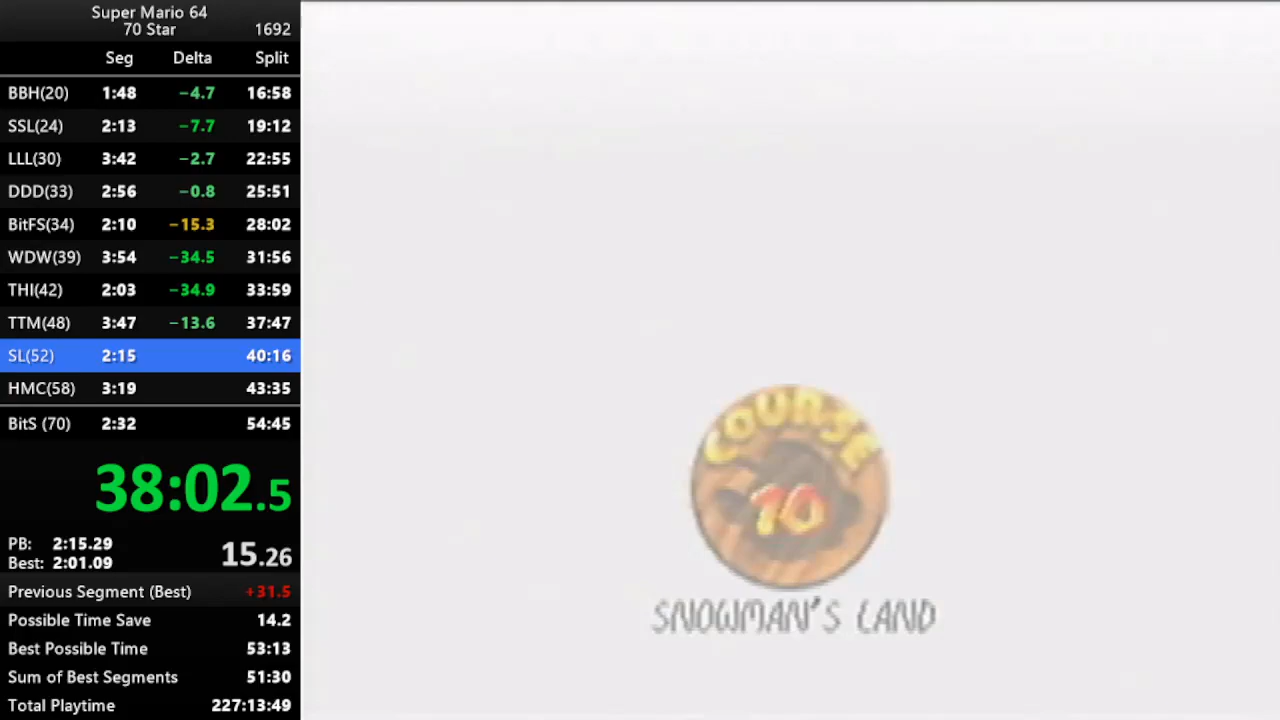 Super Mario 64
70 Star 1692
Seg Delta Split
BBH(20) 1:48 −4.7 16:58
SSL(24) 2:13 −7.7 19:12
LLL(30) 3:42 −2.7 22:55
DDD(33) 2:56 −0.8 25:51
BitFS(34) 2:10 −15.3 28:02
WDW(39) 3:54 −34.5 31:56
THI(42) 2:03 −34.9 33:59
TTM(48) 3:47 −13.6 37:47
SL(52) 2:15 40:16
HMC(58) 3:19 43:35
BitS (70) 2:32 54:45
38:02.5
PB: 2:15.29
Best: 2:01.09
15.26
Previous Segment (Best) +31.5
Possible Time Save 14.2
Best Possible Time 53:13
Sum of Best Segments 51:30
Total Playtime 227:13:49
COURSE
10
SNOWMAN'S LAND